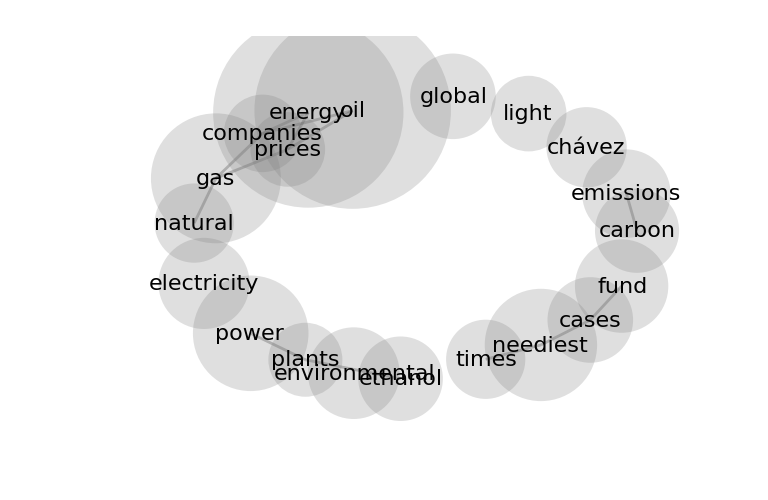 global
oil
energy
light
companies
chávez
prices
gas
emissions
natural
carbon
electricity
fund
cases
power
neediest
plants
times
environmental
ethanol